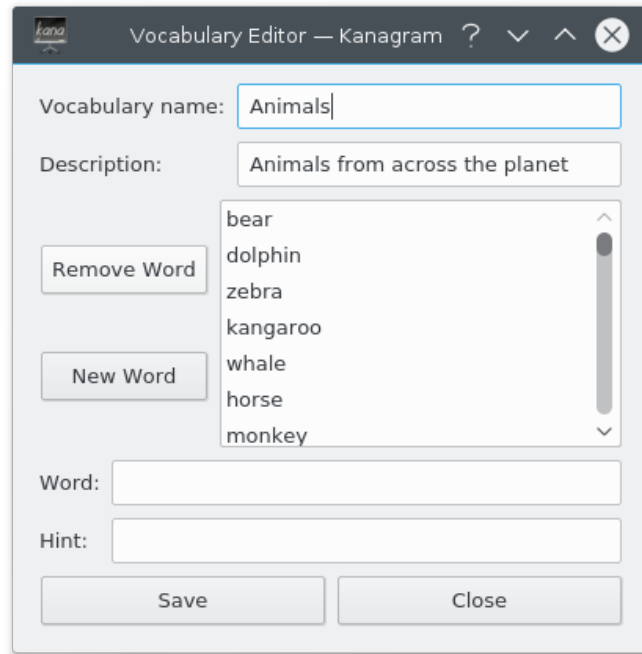 kana
Vocabulary Editor — Kanagram
Vocabulary name: Animals
Description: Animals from across the planet
bear
dolphin
Remove Word
zebra
kangaroo
whale
New Word
horse
monkey
Word:
Hint:
Save Close